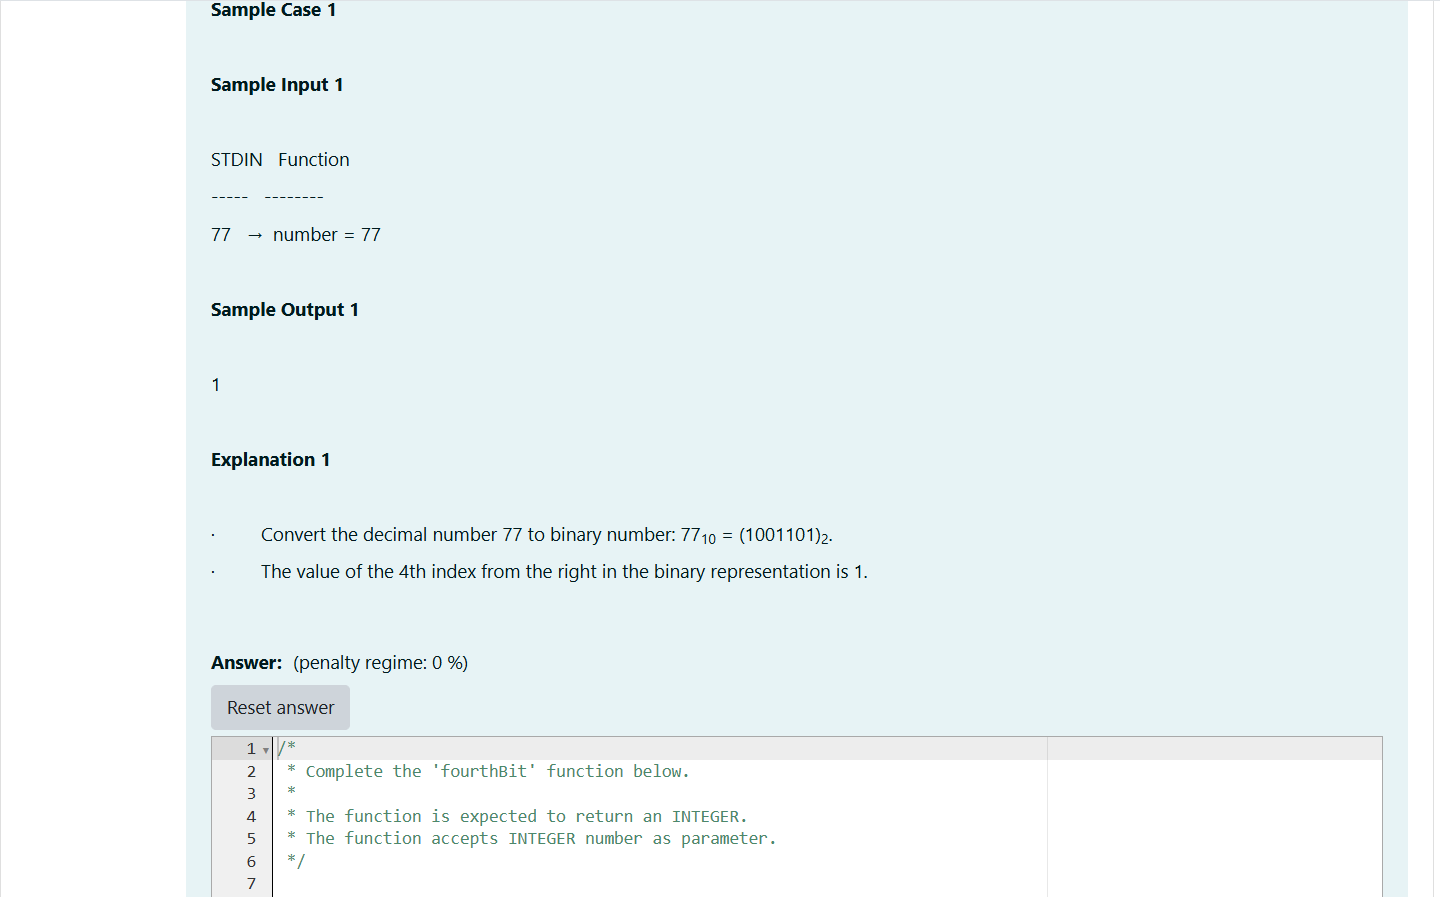 Sample Case 1
Sample Input 1
STDIN Function
----- --------
77 → number = 77
Sample Output 1
1
Explanation 1
· Convert the decimal number 77 to binary number: 77₁₀ = (1001101)₂.
· The value of the 4th index from the right in the binary representation is 1.
Answer: (penalty regime: 0 %)
Reset answer
1 /*
2 * Complete the 'fourthBit' function below.
3 *
4 * The function is expected to return an INTEGER.
5 * The function accepts INTEGER number as parameter.
6 */
7